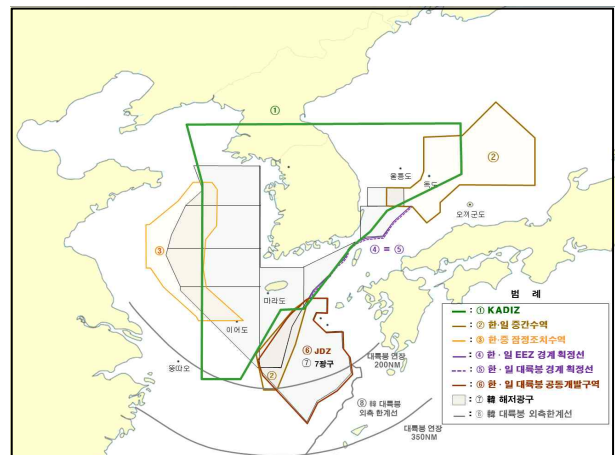 ①
②
울릉도
독도
오끼군도
③
④ = ⑤
마라도
이어도
⑥ JDZ
⑦ 7광구
②
뚱따오
대륙붕 연장
200NM
⑧ 韓 대륙붕
외측 한계선
대륙붕 연장
350NM
범 례
: ① KADIZ
: ② 한·일 중간수역
: ③ 한·중 잠정조치수역
: ④ 한·일 EEZ 경계 획정선
: ⑤ 한·일 대륙붕 경계 획정선
: ⑥ 한·일 대륙붕 공동개발구역
: ⑦ 韓 해저광구
: ⑧ 韓 대륙붕 외측한계선